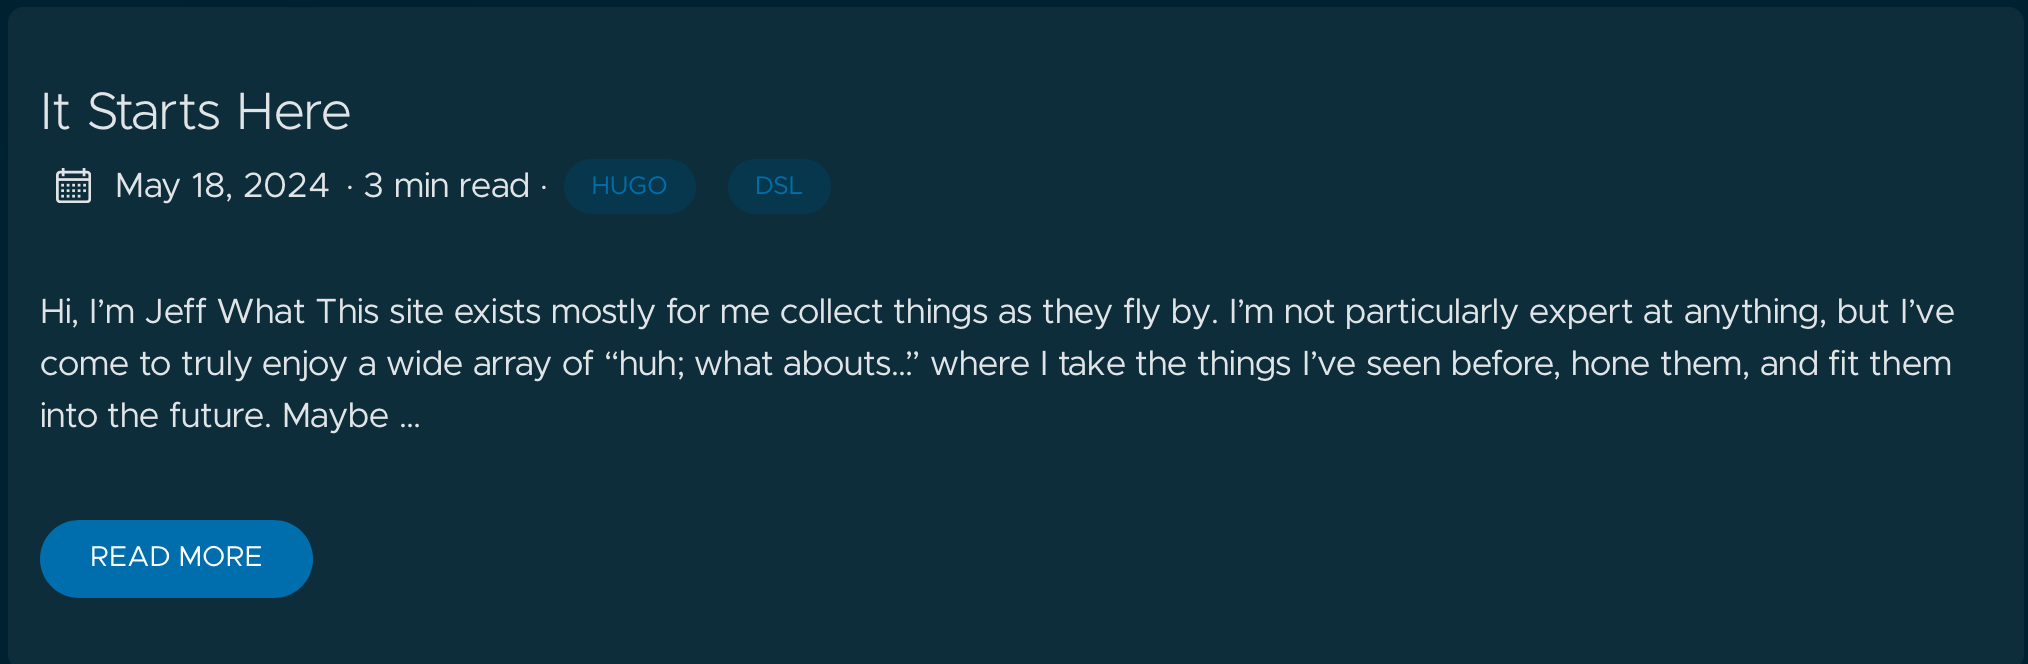 It Starts Here
May 18, 2024 · 3 min read · HUGO DSL
Hi, I’m Jeff What This site exists mostly for me collect things as they fly by. I’m not particularly expert at anything, but I’ve
come to truly enjoy a wide array of “huh; what abouts…” where I take the things I’ve seen before, hone them, and fit them
into the future. Maybe …
READ MORE